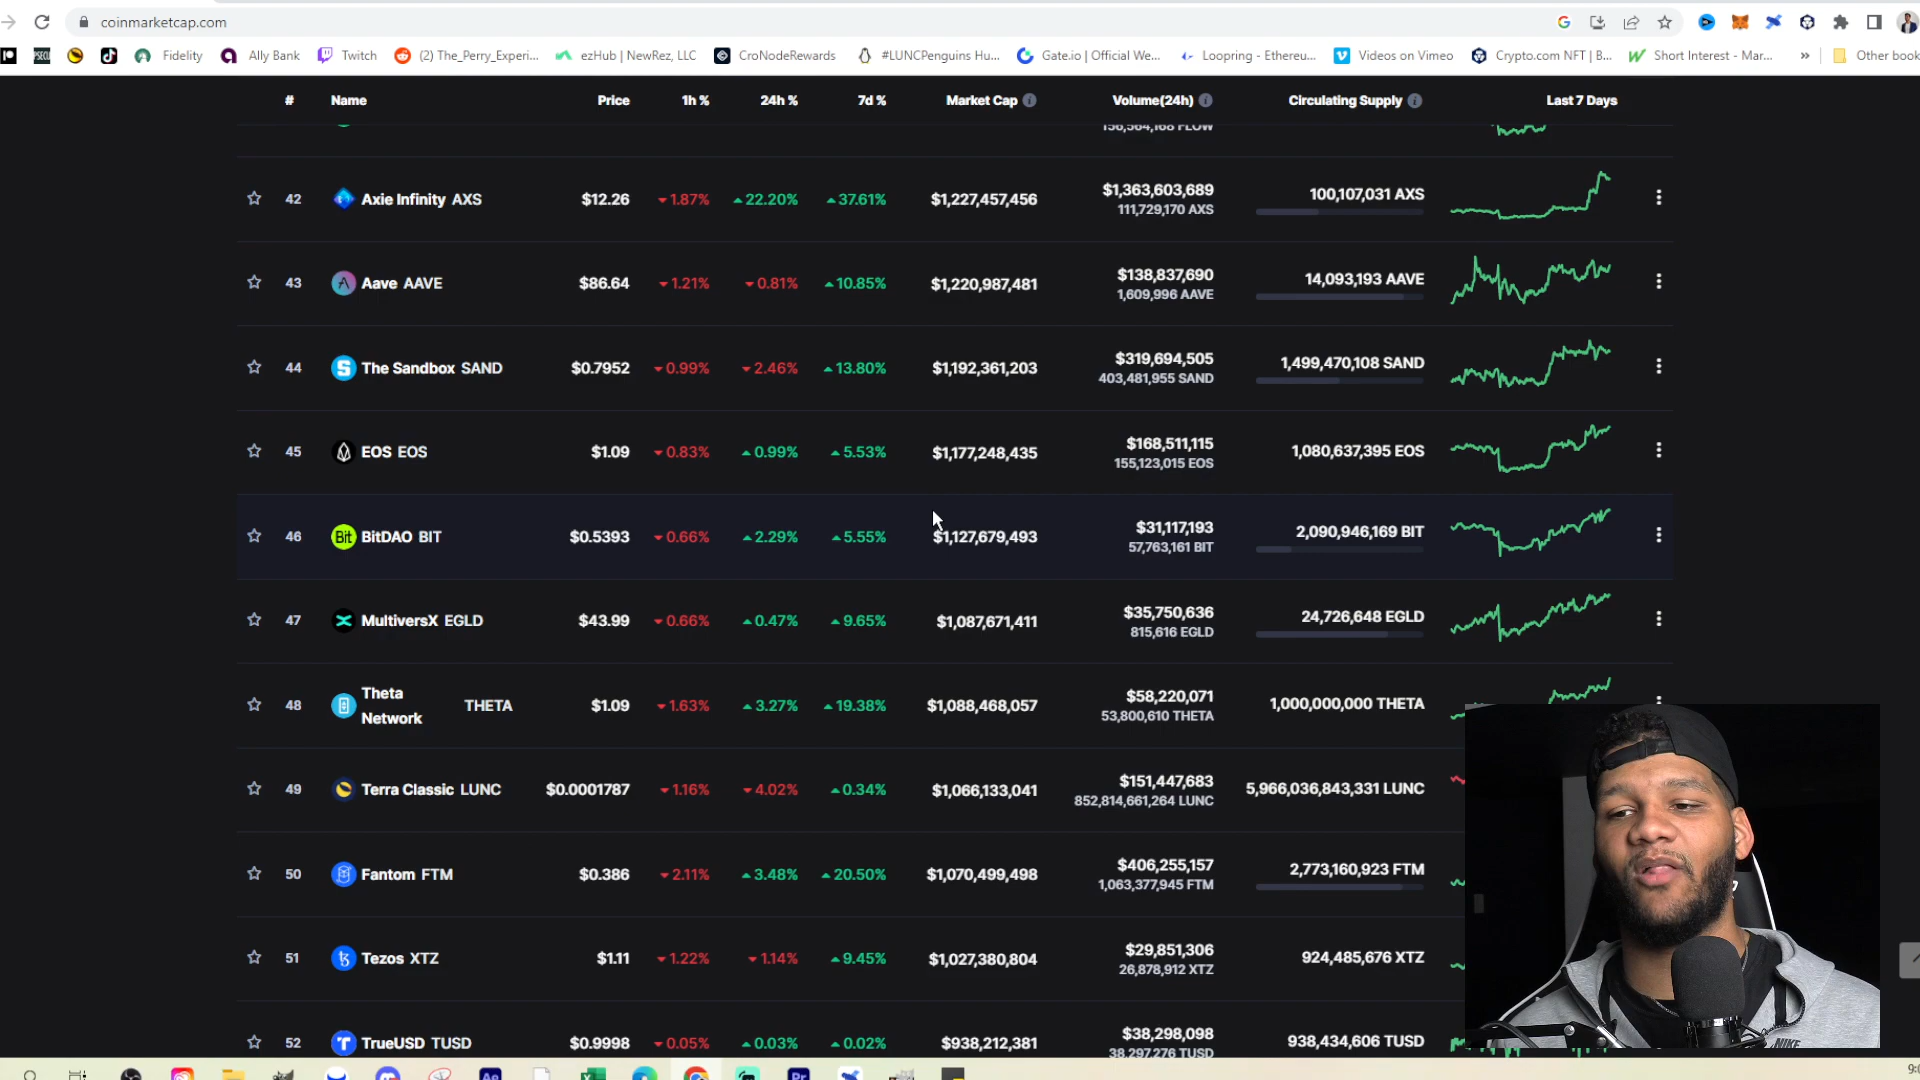 coinmarketcap.com
Fidelity Ally Bank Twitch (2) The_Perry_Experi... ezHub | NewRez, LLC CroNodeRewards #LUNCPenguins Hu... Gate.io | Official We... Loopring - Ethereu... Videos on Vimeo Crypto.com NFT | B... Short Interest - Mar... » Other book
# Name Price 1h % 24h % 7d % Market Cap Volume(24h) Circulating Supply Last 7 Days
156,564,168 FLOW
42 Axie Infinity AXS $12.26 1.87% 22.20% 37.61% $1,227,457,456 $1,363,603,689 100,107,031 AXS
111,729,170 AXS
43 Aave AAVE $86.64 1.21% 0.81% 10.85% $1,220,987,481 $138,837,690 14,093,193 AAVE
1,609,996 AAVE
44 The Sandbox SAND $0.7952 0.99% 2.46% 13.80% $1,192,361,203 $319,694,505 1,499,470,108 SAND
403,481,955 SAND
45 EOS EOS $1.09 0.83% 0.99% 5.53% $1,177,248,435 $168,511,115 1,080,637,395 EOS
155,123,015 EOS
46 Bit BitDAO BIT $0.5393 0.66% 2.29% 5.55% $1,127,679,493 $31,117,193 2,090,946,169 BIT
57,763,161 BIT
47 MultiversX EGLD $43.99 0.66% 0.47% 9.65% $1,087,671,411 $35,750,636 24,726,648 EGLD
815,616 EGLD
48 Theta Network THETA $1.09 1.63% 3.27% 19.38% $1,088,468,057 $58,220,071 1,000,000,000 THETA
53,800,610 THETA
49 Terra Classic LUNC $0.0001787 1.16% 4.02% 0.34% $1,066,133,041 $151,447,683 5,966,036,843,331 LUNC
852,814,661,264 LUNC
50 Fantom FTM $0.386 2.11% 3.48% 20.50% $1,070,499,498 $406,255,157 2,773,160,923 FTM
1,063,377,945 FTM
51 Tezos XTZ $1.11 1.22% 1.14% 9.45% $1,027,380,804 $29,851,306 924,485,676 XTZ
26,878,912 XTZ
52 TrueUSD TUSD $0.9998 0.05% 0.03% 0.02% $938,212,381 $38,298,098 938,434,606 TUSD
38,297,276 TUSD
NIKE
Ae Pr